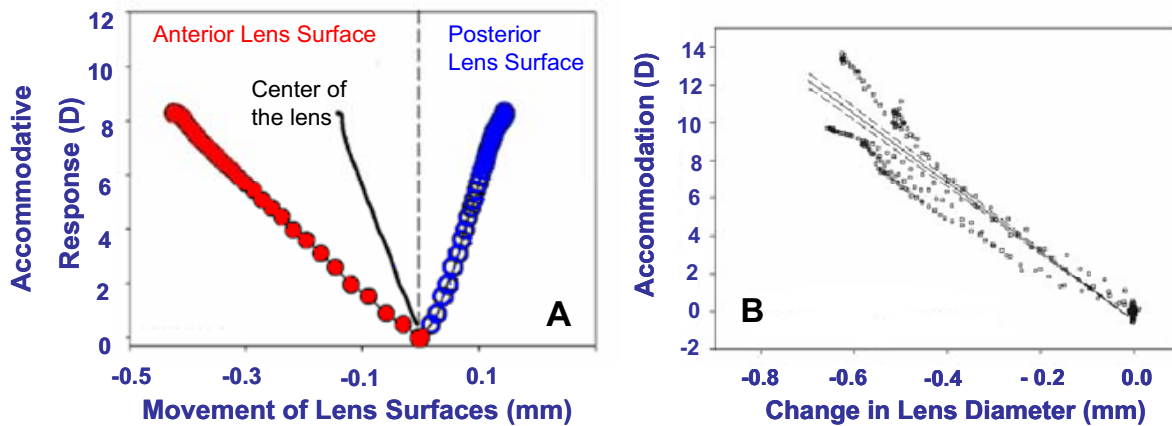 12
10
8
6
4
2
0
Accommodative
Response (D)
Anterior Lens Surface
Posterior
Lens Surface
Center of
the lens
A
-0.5
-0.3
-0.1
0.1
Movement of Lens Surfaces (mm)
14
12
10
8
6
4
2
0
-2
Accommodation (D)
B
-0.8
-0.6
-0.4
- 0.2
0.0
Change in Lens Diameter (mm)